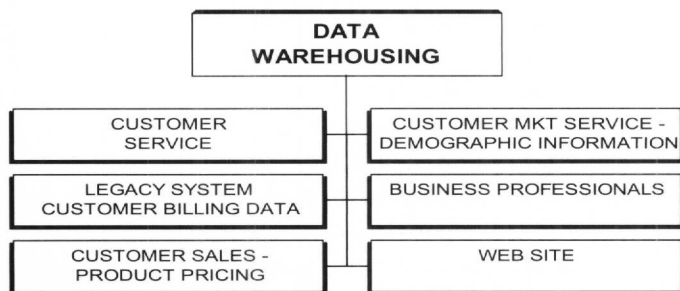 DATA
WAREHOUSING
CUSTOMER
SERVICE
CUSTOMER MKT SERVICE -
DEMOGRAPHIC INFORMATION
LEGACY SYSTEM
CUSTOMER BILLING DATA
BUSINESS PROFESSIONALS
CUSTOMER SALES -
PRODUCT PRICING
WEB SITE